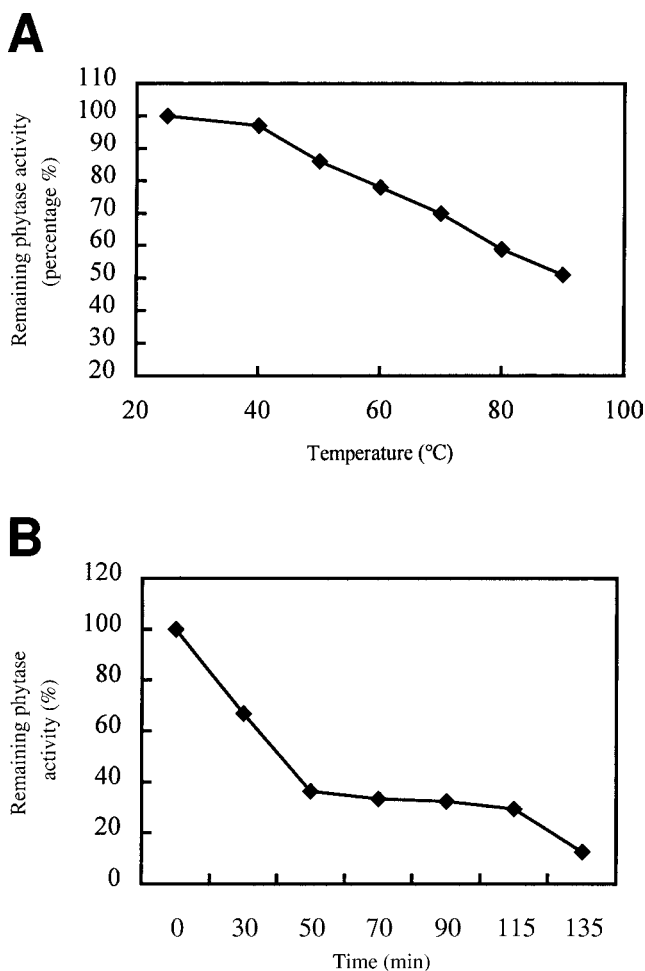 A
110
100
90
80
70
60
50
40
30
20
Remaining phytase activity
(percentage %)
20 40 60 80 100
Temperature (°C)
B
120
100
80
60
40
20
0
Remaining phytase
activity (%)
0 30 50 70 90 115 135
Time (min)